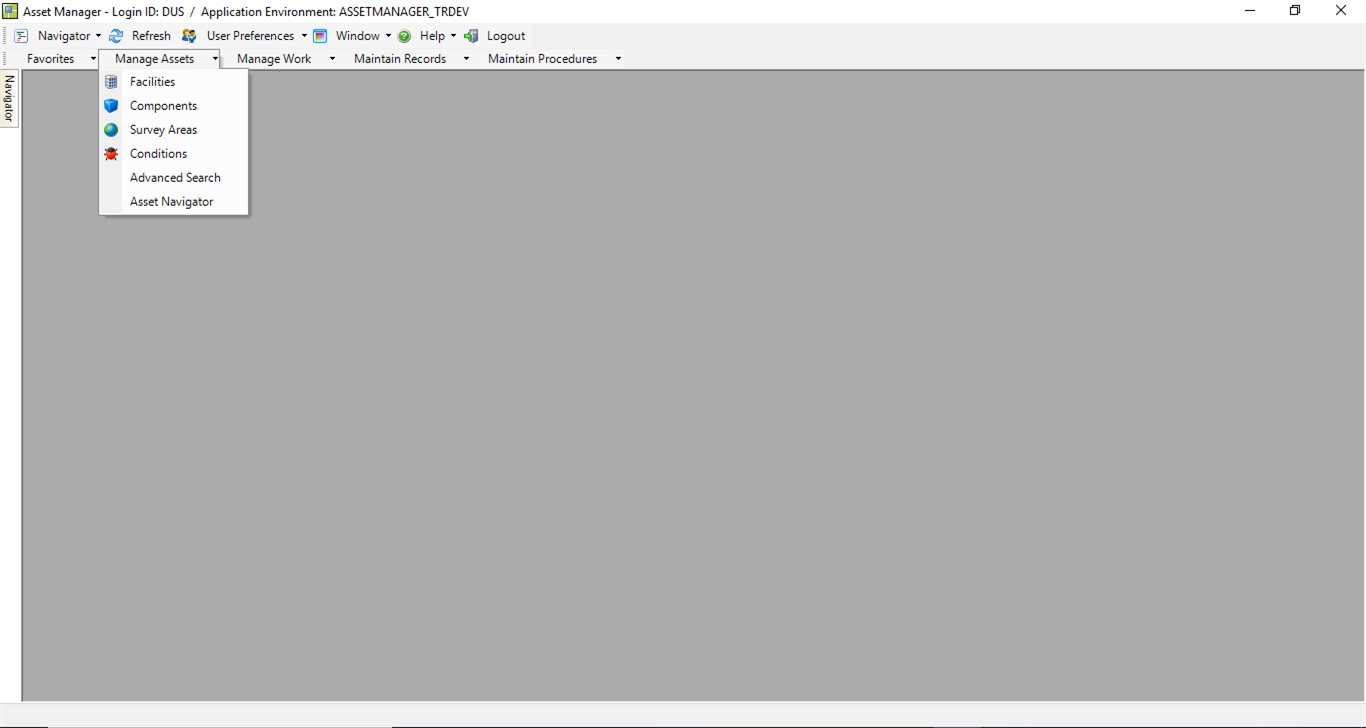 Asset Manager - Login ID: DUS / Application Environment: ASSETMANAGER_TRDEV
Navigator Refresh User Preferences Window Help Logout
Favorites Manage Assets Manage Work Maintain Records Maintain Procedures
Navigator
Facilities
Components
Survey Areas
Conditions
Advanced Search
Asset Navigator